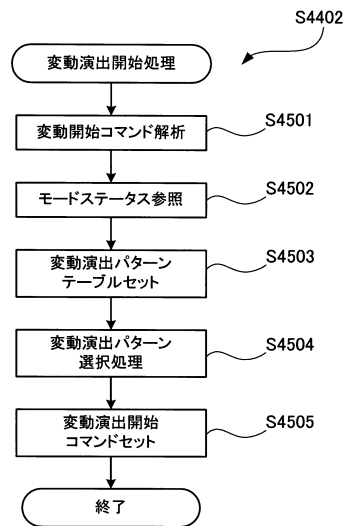 S4402
変動演出開始処理
変動開始コマンド解析
S4501
モードステータス参照
S4502
変動演出パターン
テーブルセット
S4503
変動演出パターン
選択処理
S4504
変動演出開始
コマンドセット
S4505
終了